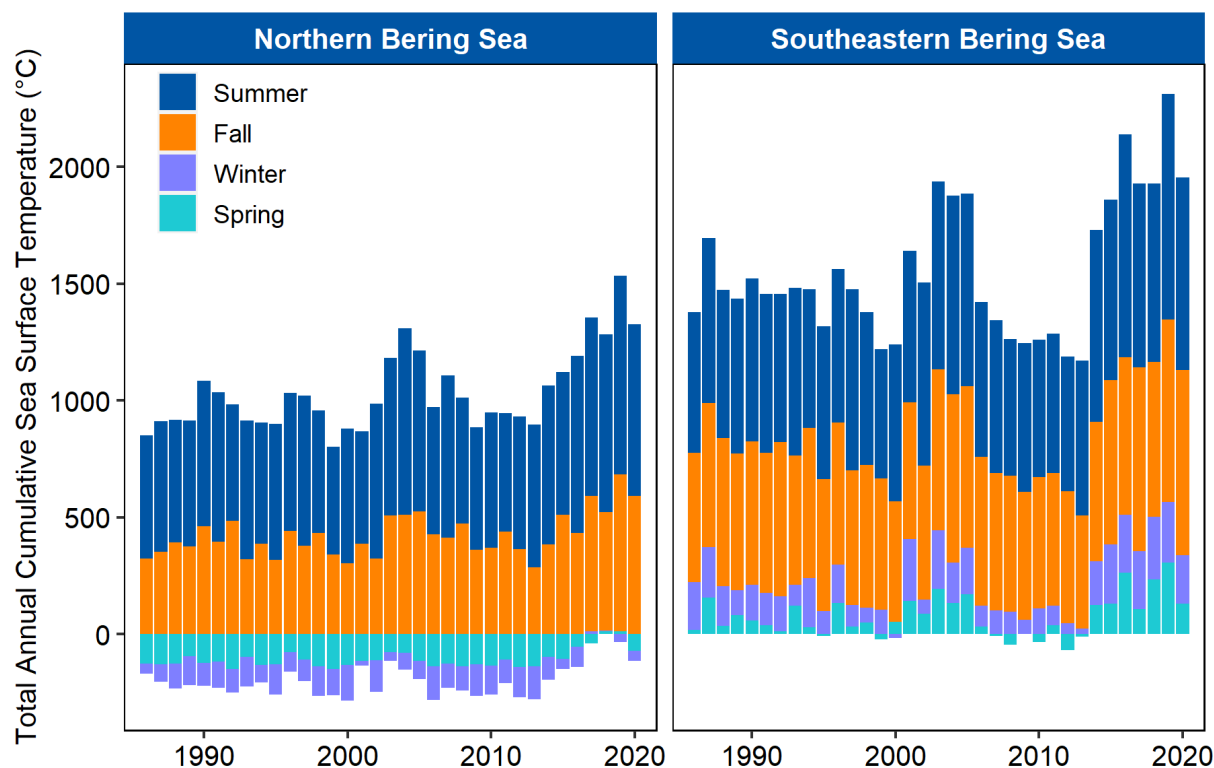 Northern Bering Sea
Southeastern Bering Sea
Total Annual Cumulative Sea Surface Temperature (°C)
Summer
Fall
Winter
Spring
2000
1500
1000
500
0
1990
2000
2010
2020
1990
2000
2010
2020